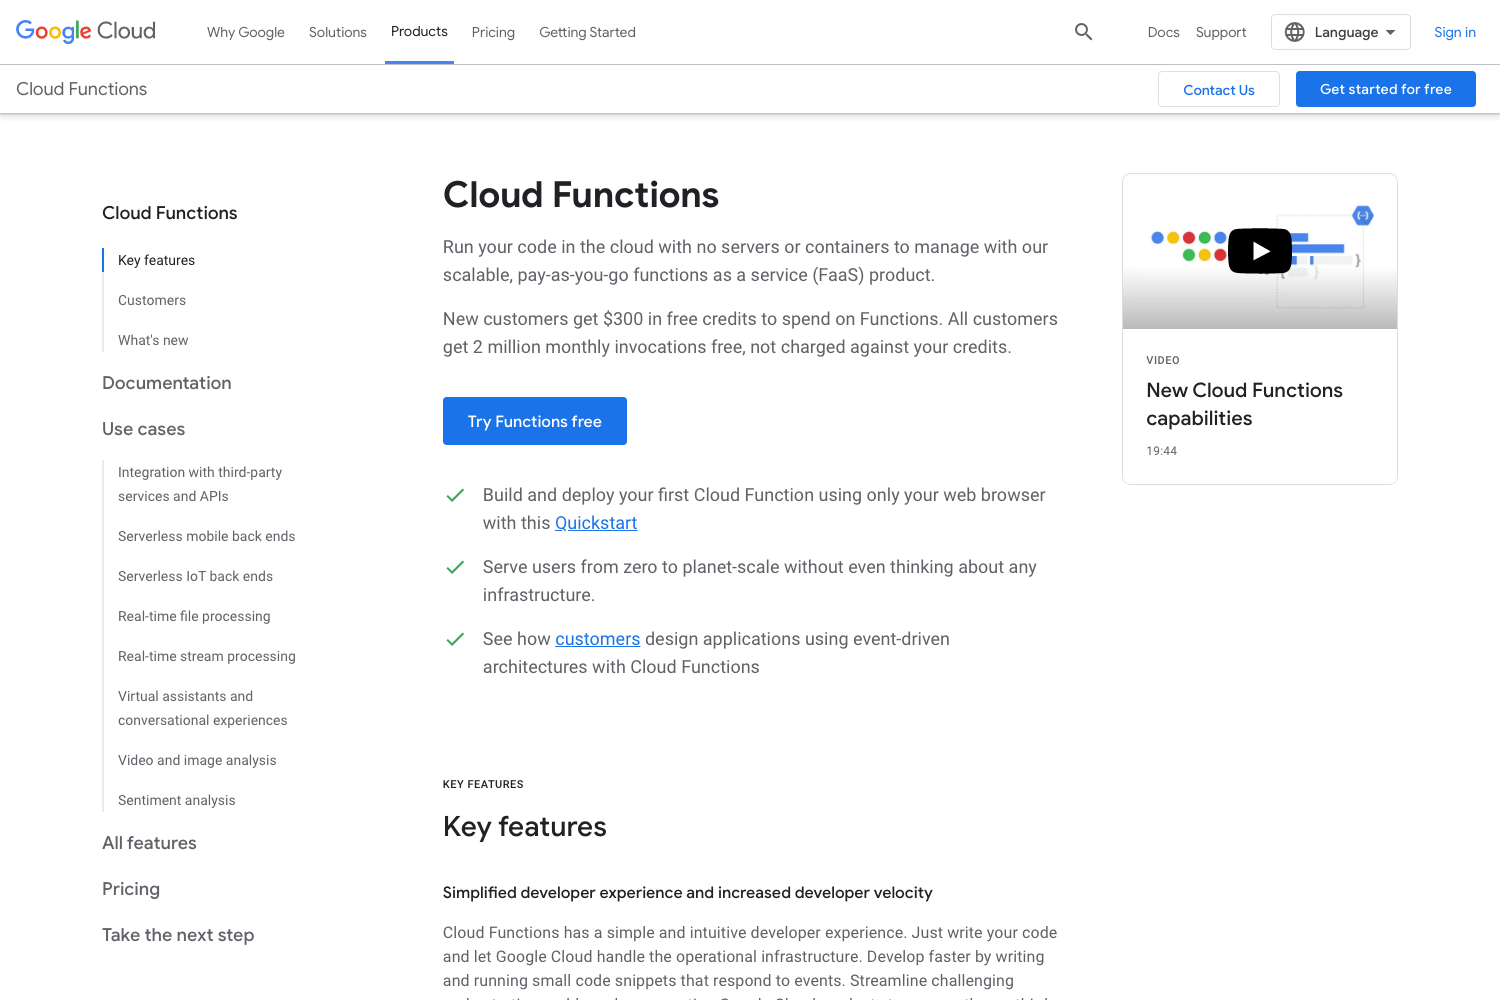 Google Cloud
Why Google
Solutions
Products
Pricing
Getting Started
Docs
Support
Language
Sign in
Cloud Functions
Contact Us
Get started for free
Cloud Functions
Key features
Customers
What's new
Documentation
Use cases
Integration with third-party
services and APIs
Serverless mobile back ends
Serverless IoT back ends
Real-time file processing
Real-time stream processing
Virtual assistants and
conversational experiences
Video and image analysis
Sentiment analysis
All features
Pricing
Take the next step
Cloud Functions
Run your code in the cloud with no servers or containers to manage with our
scalable, pay-as-you-go functions as a service (FaaS) product.
New customers get $300 in free credits to spend on Functions. All customers
get 2 million monthly invocations free, not charged against your credits.
Try Functions free
Build and deploy your first Cloud Function using only your web browser
with this Quickstart
Serve users from zero to planet-scale without even thinking about any
infrastructure.
See how customers design applications using event-driven
architectures with Cloud Functions
KEY FEATURES
Key features
Simplified developer experience and increased developer velocity
Cloud Functions has a simple and intuitive developer experience. Just write your code
and let Google Cloud handle the operational infrastructure. Develop faster by writing
and running small code snippets that respond to events. Streamline challenging
VIDEO
New Cloud Functions
capabilities
19:44